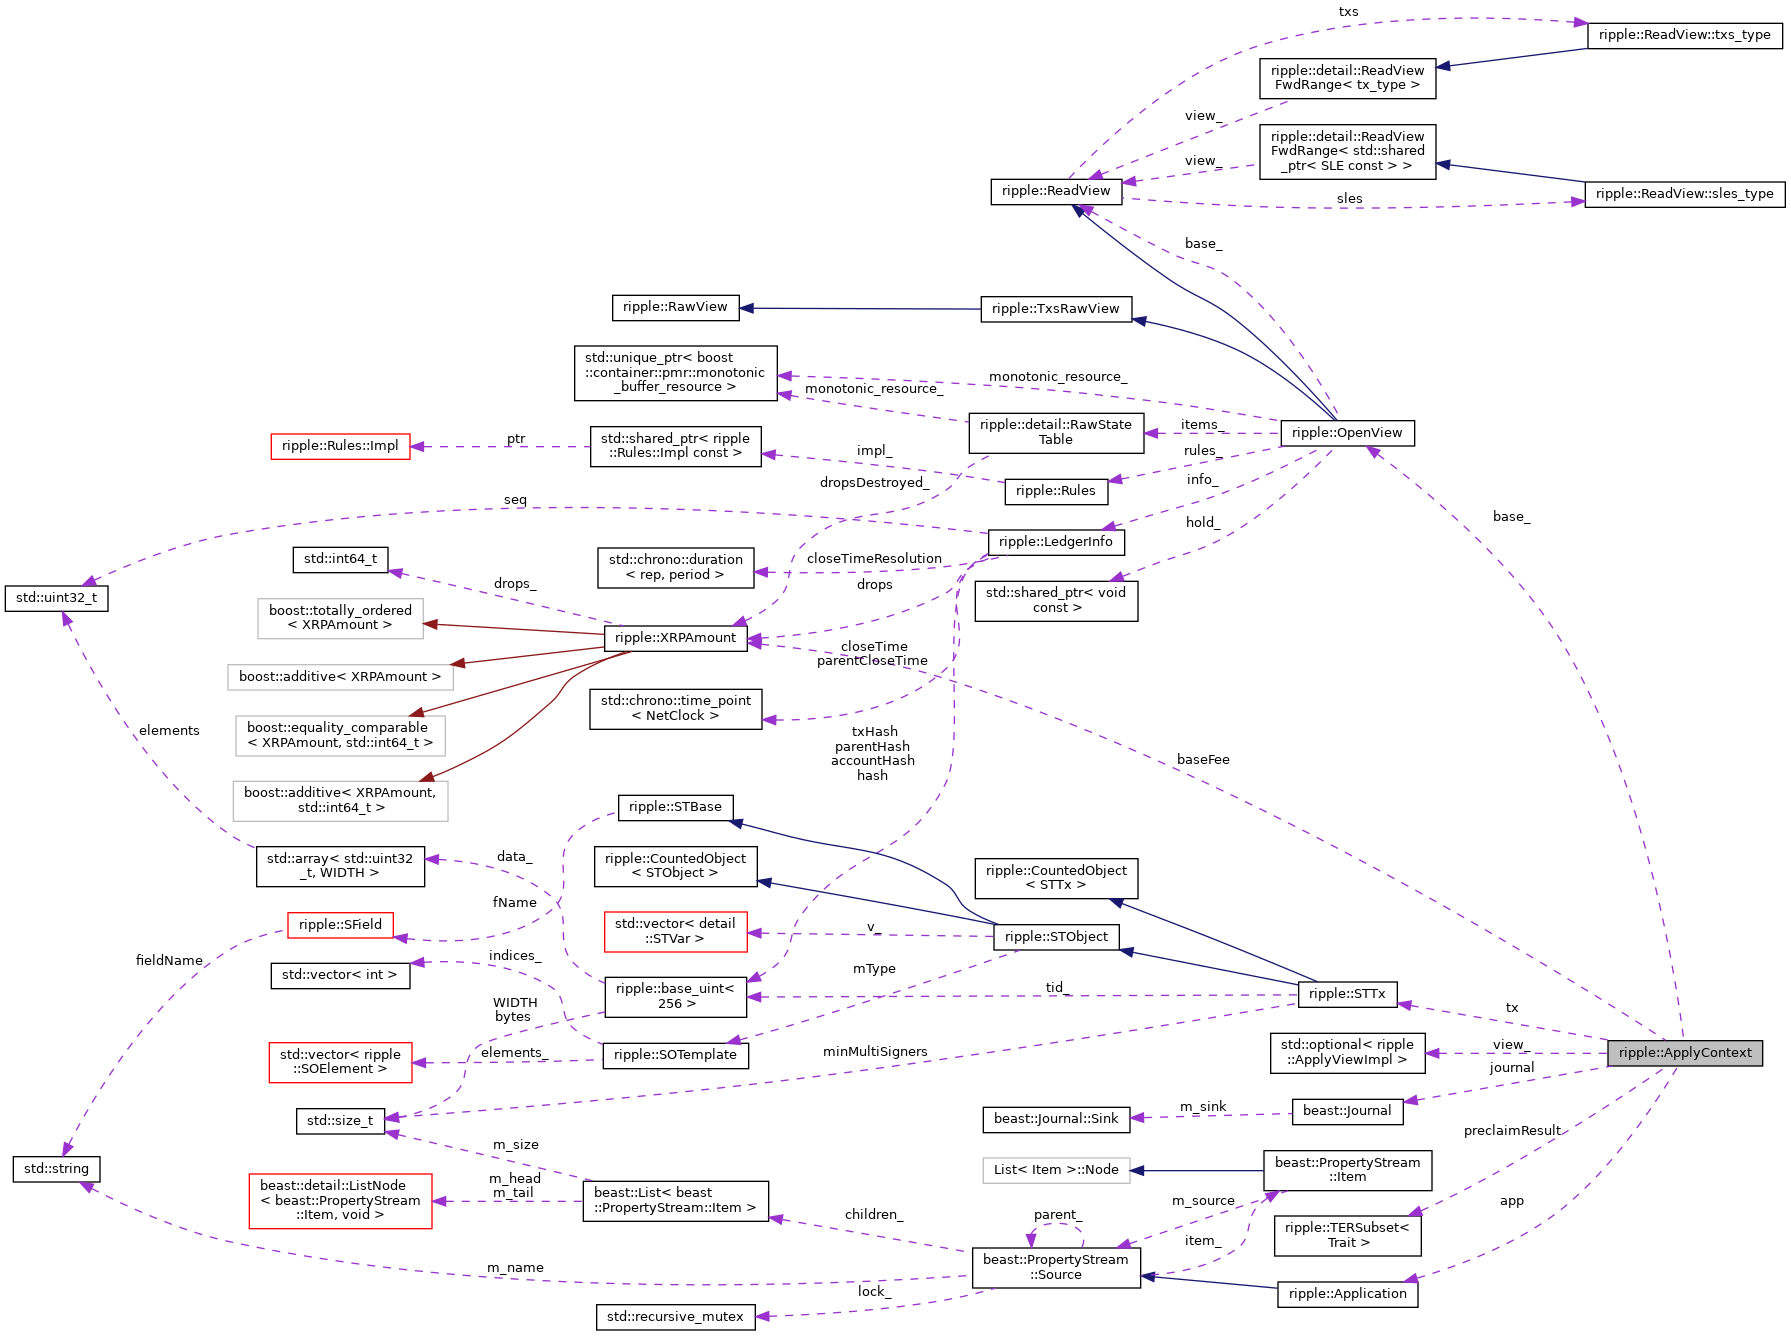 txs
ripple::ReadView::txs_type
ripple::detail::ReadView
FwdRange< tx_type >
view_
ripple::detail::ReadView
FwdRange< std::shared
_ptr< SLE const > >
view_
ripple::ReadView
ripple::ReadView::sles_type
sles
base_
ripple::RawView
ripple::TxsRawView
std::unique_ptr< boost
::container::pmr::monotonic
_buffer_resource >
monotonic_resource_
monotonic_resource_
ripple::detail::RawState
Table
items_
ripple::OpenView
ripple::Rules::Impl
ptr
std::shared_ptr< ripple
::Rules::Impl const >
impl_
rules_
ripple::Rules
dropsDestroyed_
info_
seq
hold_
base_
ripple::LedgerInfo
std::int64_t
std::chrono::duration
< rep, period >
closeTimeResolution
drops_
drops
std::uint32_t
std::shared_ptr< void
const >
boost::totally_ordered
< XRPAmount >
ripple::XRPAmount
closeTime
parentCloseTime
boost::additive< XRPAmount >
std::chrono::time_point
< NetClock >
elements
boost::equality_comparable
< XRPAmount, std::int64_t >
txHash
parentHash
accountHash
hash
baseFee
boost::additive< XRPAmount,
std::int64_t >
ripple::STBase
std::array< std::uint32
_t, WIDTH >
data_
ripple::CountedObject
< STObject >
ripple::CountedObject
< STTx >
fName
ripple::SField
std::vector< detail
::STVar >
v_
ripple::STObject
fieldName
indices_
std::vector< int >
mType
ripple::base_uint<
256 >
tid_
ripple::STTx
tx
WIDTH
bytes
std::vector< ripple
::SOElement >
elements_
ripple::SOTemplate
minMultiSigners
std::optional< ripple
::ApplyViewImpl >
view_
ripple::ApplyContext
journal
std::size_t
beast::Journal::Sink
m_sink
beast::Journal
preclaimResult
m_size
std::string
List< Item >::Node
beast::PropertyStream
::Item
beast::detail::ListNode
< beast::PropertyStream
::Item, void >
m_head
m_tail
beast::List< beast
::PropertyStream::Item >
m_source
app
children_
parent_
item_
ripple::TERSubset<
Trait >
m_name
beast::PropertyStream
::Source
lock_
ripple::Application
std::recursive_mutex